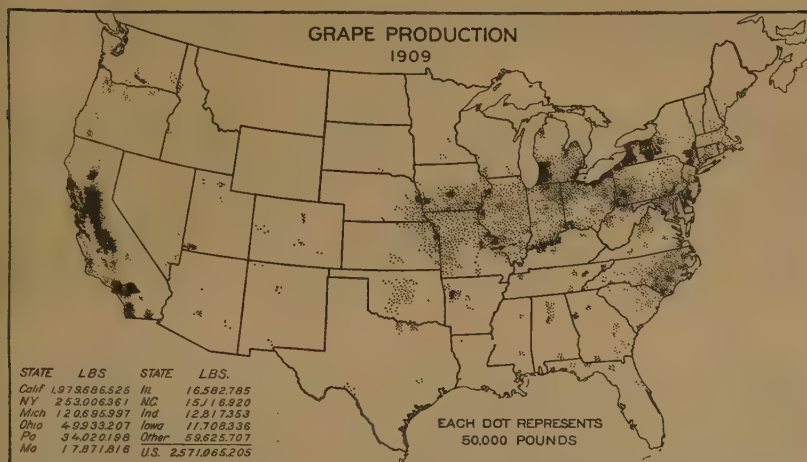 GRAPE PRODUCTION
1909
STATE LBS STATE LBS.
Calif 1,979,686,525 Ill. 16,582,785
NY 253,006,361 NC 15,116,920
Mich 120,695,997 Ind 12,817,353
Ohio 49,933,207 Iowa 11,708,336
Pa 34,020,198 Other 59,625,707
Mo 17,871,816 U.S. 2,571,065,205
EACH DOT REPRESENTS
50,000 POUNDS